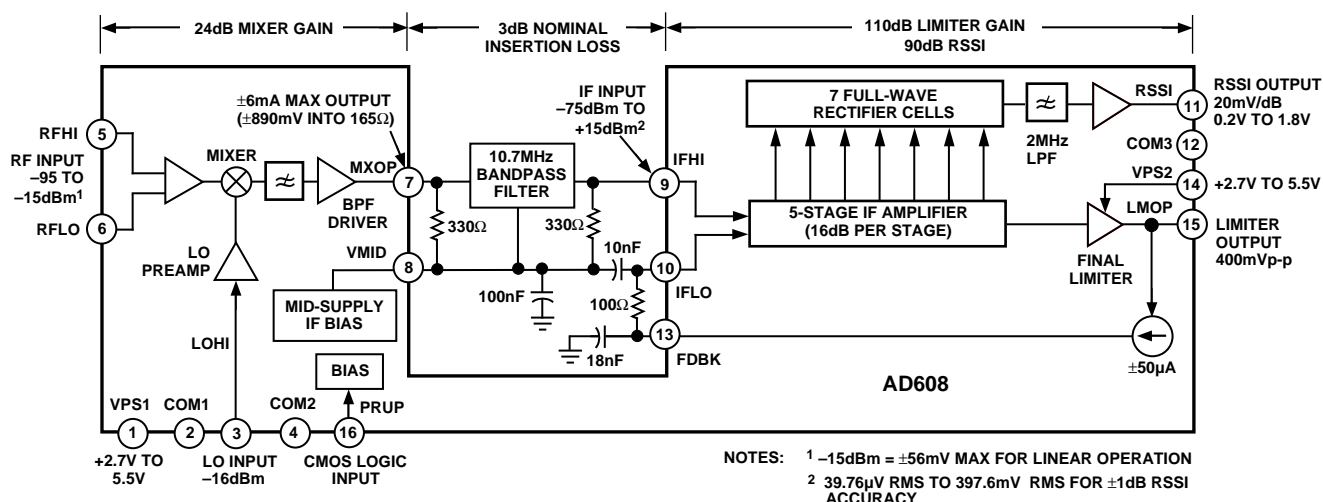 24dB MIXER GAIN
3dB NOMINAL
INSERTION LOSS
110dB LIMITER GAIN
90dB RSSI
±6mA MAX OUTPUT
(±890mV INTO 165Ω)
IF INPUT
–75dBm TO
+15dBm2
7 FULL-WAVE
RECTIFIER CELLS
RSSI
11
RSSI OUTPUT
20mV/dB
0.2V TO 1.8V
2MHz
LPF
COM3
12
VPS2
14
+2.7V TO 5.5V
RFHI
5
RF INPUT
–95 TO
–15dBm1
RFLO
6
MIXER
LO
PREAMP
BPF
DRIVER
MXOP
7
10.7MHz
BANDPASS
FILTER
330Ω
330Ω
IFHI
9
5-STAGE IF AMPLIFIER
(16dB PER STAGE)
LMOP
15
LIMITER
OUTPUT
400mVp-p
FINAL
LIMITER
VMID
8
10nF
10
IFLO
100nF
100Ω
MID-SUPPLY
IF BIAS
18nF
13
FDBK
±50µA
LOHI
BIAS
AD608
VPS1
COM1
COM2
PRUP
1
2
3
4
16
+2.7V TO
5.5V
LO INPUT
–16dBm
CMOS LOGIC
INPUT
NOTES: 1 –15dBm = ±56mV MAX FOR LINEAR OPERATION
2 39.76µV RMS TO 397.6mV RMS FOR ±1dB RSSI
ACCURACY